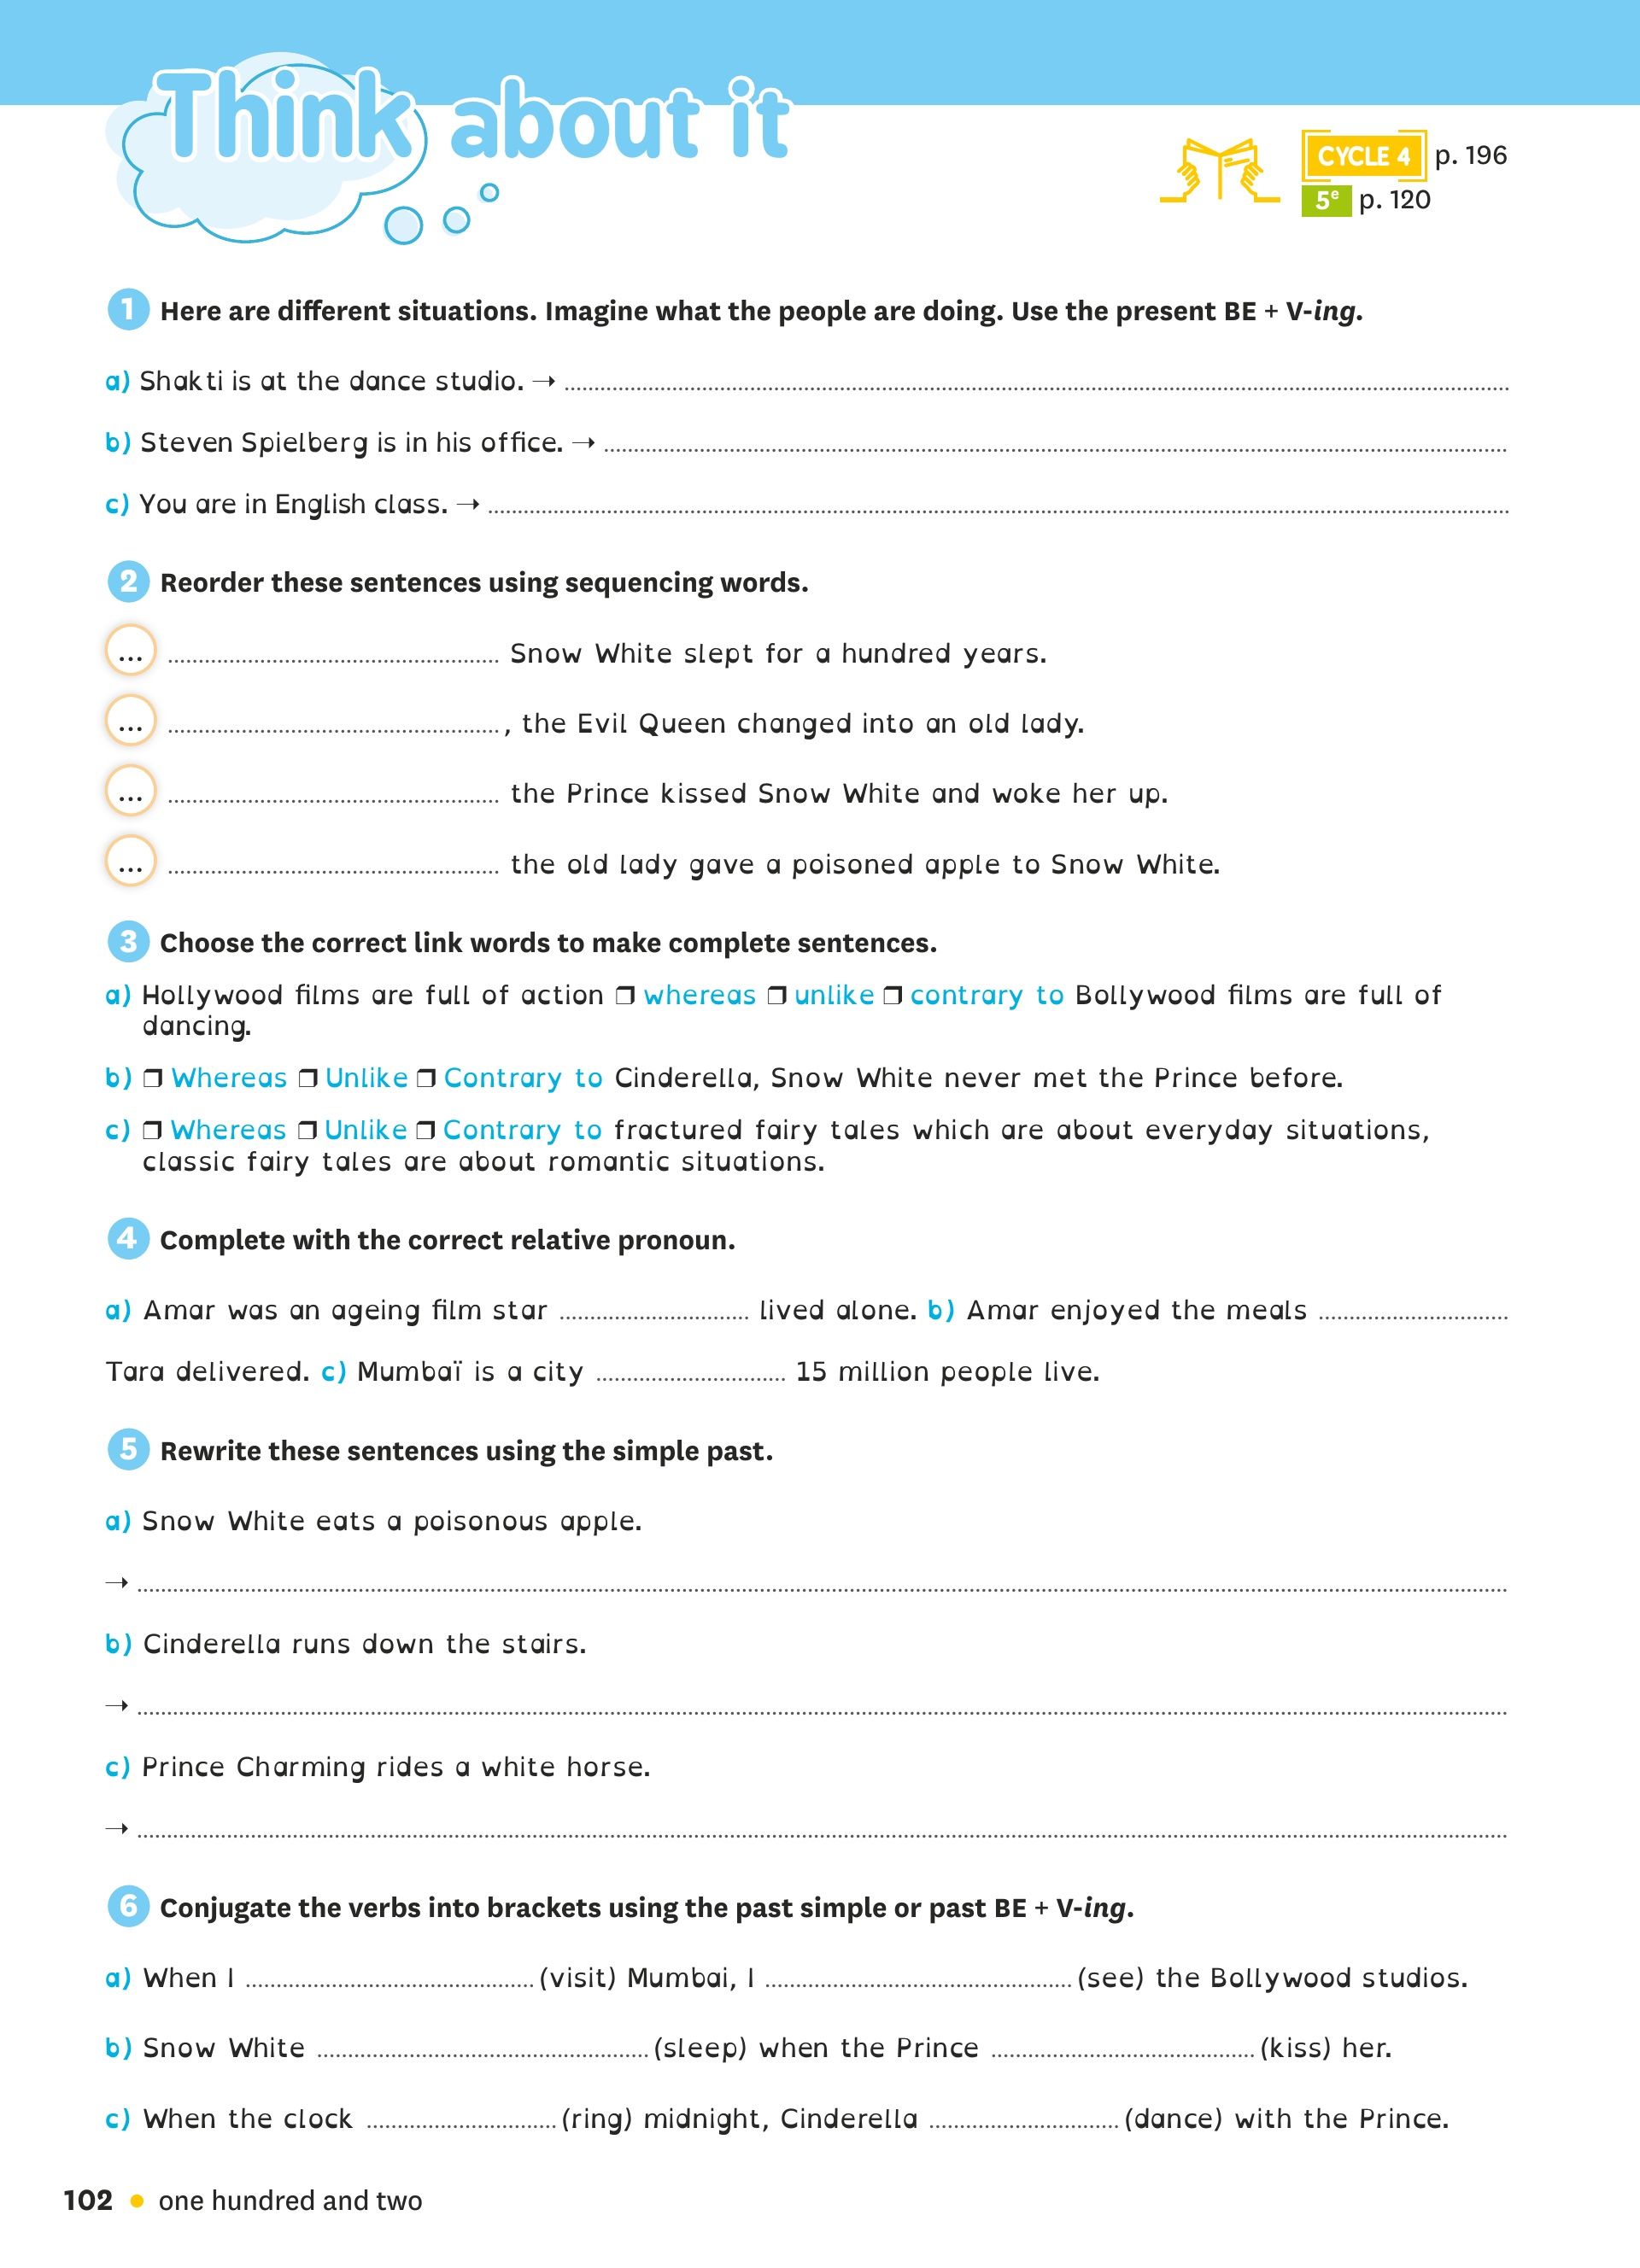 Think about it
CYCLE 4 p. 196
5e p. 120
1 Here are different situations. Imagine what the people are doing. Use the present BE + V-ing.
a) Shakti is at the dance studio. → ........................................
b) Steven Spielberg is in his office. → ........................................
c) You are in English class. → ........................................
2 Reorder these sentences using sequencing words.
... ........................................ Snow White slept for a hundred years.
... ........................................, the Evil Queen changed into an old lady.
... ........................................ the Prince kissed Snow White and woke her up.
... ........................................ the old lady gave a poisoned apple to Snow White.
3 Choose the correct link words to make complete sentences.
a) Hollywood films are full of action ❒ whereas ❒ unlike ❒ contrary to Bollywood films are full of
dancing.
b) ❒ Whereas ❒ Unlike ❒ Contrary to Cinderella, Snow White never met the Prince before.
c) ❒ Whereas ❒ Unlike ❒ Contrary to fractured fairy tales which are about everyday situations,
classic fairy tales are about romantic situations.
4 Complete with the correct relative pronoun.
a) Amar was an ageing film star .............................. lived alone. b) Amar enjoyed the meals ..............................
Tara delivered. c) Mumbaï is a city .............................. 15 million people live.
5 Rewrite these sentences using the simple past.
a) Snow White eats a poisonous apple.
→ ........................................
b) Cinderella runs down the stairs.
→ ........................................
c) Prince Charming rides a white horse.
→ ........................................
6 Conjugate the verbs into brackets using the past simple or past BE + V-ing.
a) When I .............................. (visit) Mumbai, I .............................. (see) the Bollywood studios.
b) Snow White .............................. (sleep) when the Prince .............................. (kiss) her.
c) When the clock .............................. (ring) midnight, Cinderella .............................. (dance) with the Prince.
102 • one hundred and two